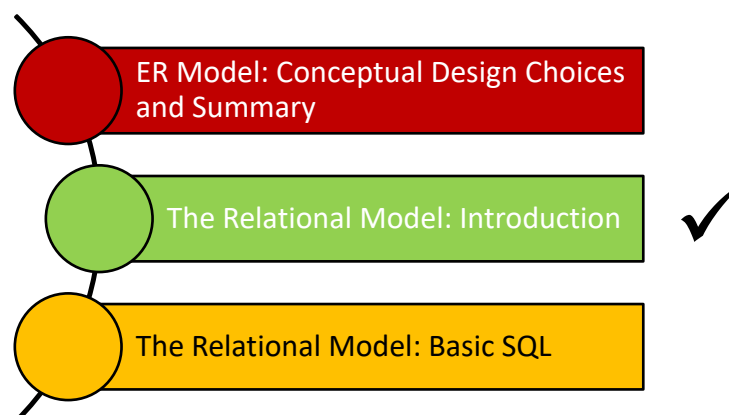 ER Model: Conceptual Design Choices
and Summary
The Relational Model: Introduction
The Relational Model: Basic SQL